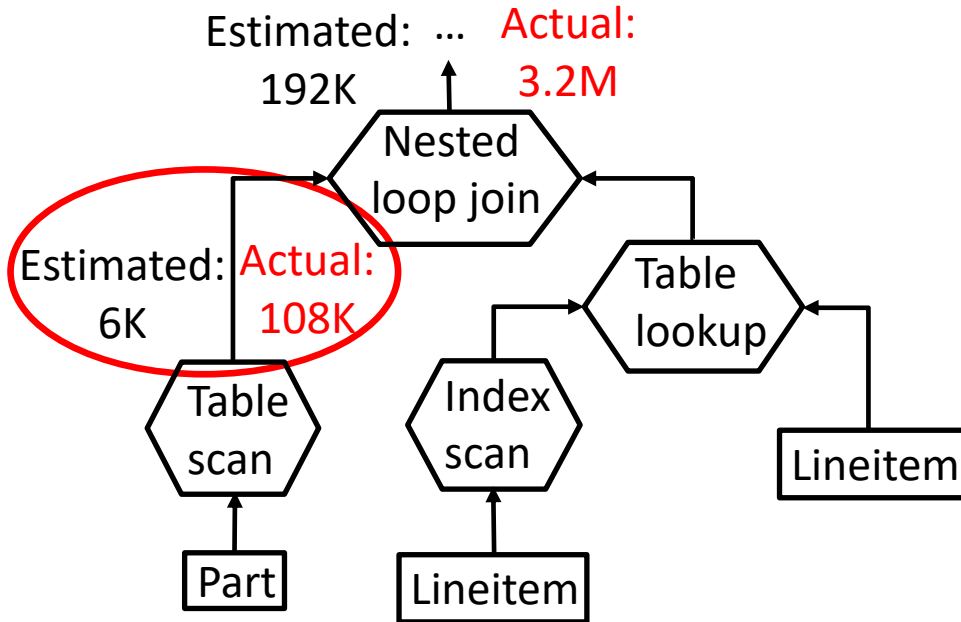 Estimated: ... Actual:
192K 3.2M
Nested
loop join
Estimated: Actual:
6K 108K
Table
lookup
Table
scan
Index
scan
Lineitem
Part
Lineitem